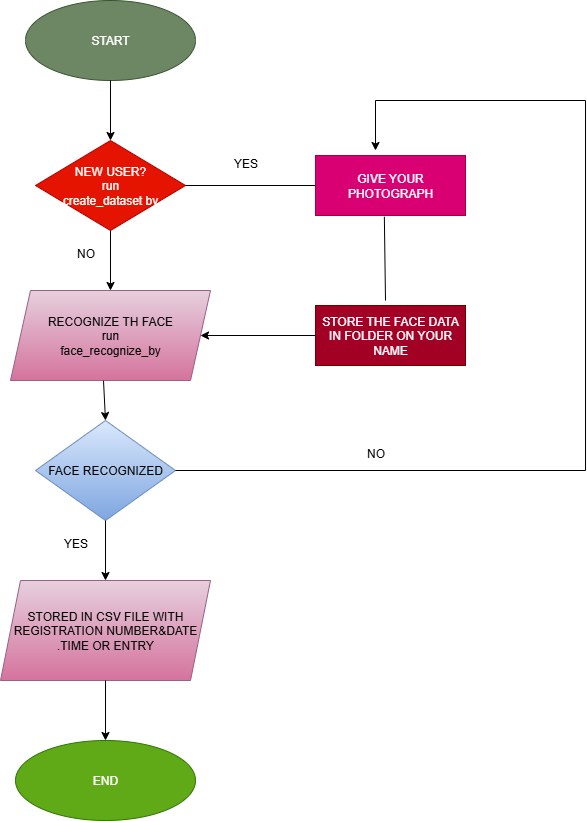 START
NEW USER?
run
create_dataset by
YES
GIVE YOUR
PHOTOGRAPH
NO
RECOGNIZE TH FACE
run
face_recognize_by
STORE THE FACE DATA
IN FOLDER ON YOUR
NAME
FACE RECOGNIZED
NO
YES
STORED IN CSV FILE WITH
REGISTRATION NUMBER&DATE
.TIME OR ENTRY
END